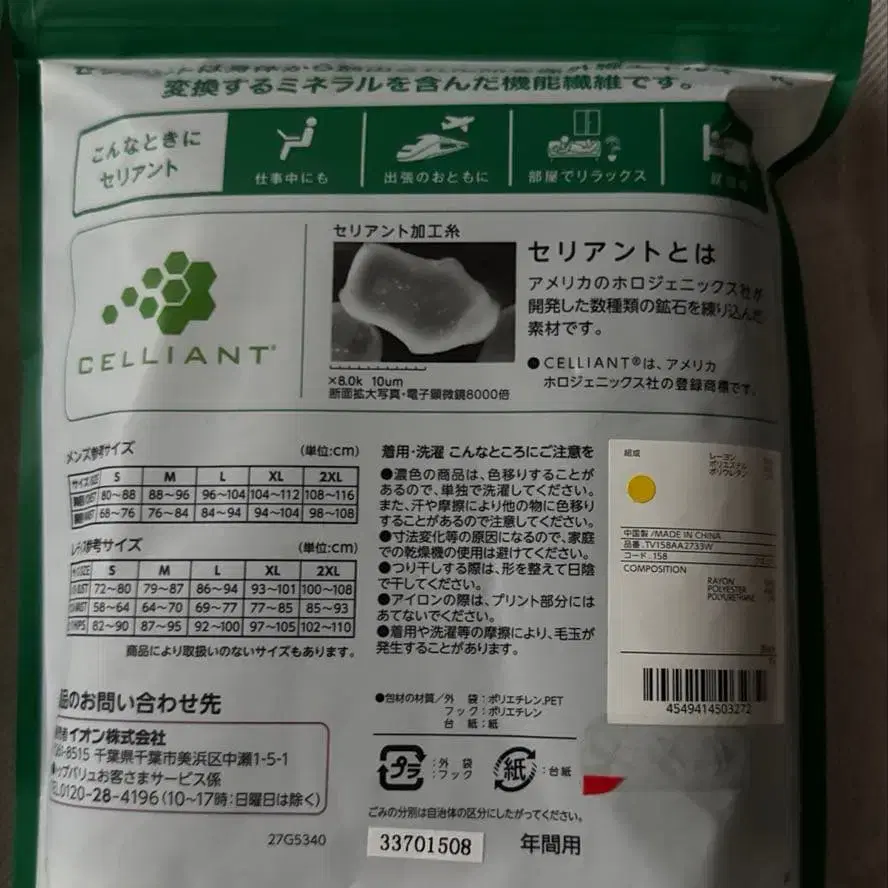 変換するミネラルを含んだ機能繊維です。
こんなときに
セリアント
仕事中にも
出張のおともに
部屋でリラックス
セリアント加工糸
×8.0k 10um
断面拡大写真・電子顕微鏡8000倍
CELLIANT®
セリアントとは
アメリカのホロジェニックス社が
開発した数種類の鉱石を練り込んだ
素材です。
●CELLIANT®は、アメリカ
ホロジェニックス社の登録商標です。
メンズ参考サイズ (単位:cm)
サイズSIZE S M L XL 2XL
80〜88 88〜96 96〜104 104〜112 108〜116
68〜76 76〜84 84〜94 94〜104 98〜108
レディス参考サイズ (単位:cm)
S M L XL 2XL
72〜80 79〜87 86〜94 93〜101 100〜108
58〜64 64〜70 69〜77 77〜85 85〜93
82〜90 87〜95 92〜100 97〜105 102〜110
商品により取扱いのないサイズもあります。
着用・洗濯 こんなところにご注意を
●濃色の商品は、色移りすることが
あるので、単独で洗濯してください。
また、汗や摩擦により他の物に色移り
することがあるので注意してください。
●寸法変化等の原因になるので、家庭
での乾燥機の使用は避けてください。
●つり干しする際は、形を整えて日陰
で干してください。
●アイロンの際は、プリント部分には
あてないでください。
●着用や洗濯等の摩擦により、毛玉が
発生することがあります。
組成
レーヨン
ポリエステル
ポリウレタン
中国製/MADE IN CHINA
品番.TV158AA2733W
コード.158
COMPOSITION
RAYON
POLYESTER
POLYURETHANE
4549414503272
品のお問い合わせ先
イオン株式会社
-8515 千葉県千葉市美浜区中瀬1-5-1
ップバリュお客さまサービス係
EL0120-28-4196(10〜17時:日曜日は除く)
27G5340
●包材の材質/外 袋:ポリエチレン.PET
フック:ポリエチレン
台 紙:紙
プラ :外 袋
:フック
紙 :台紙
ごみの分別は自治体の区分にしたがってください。
33701508 年間用